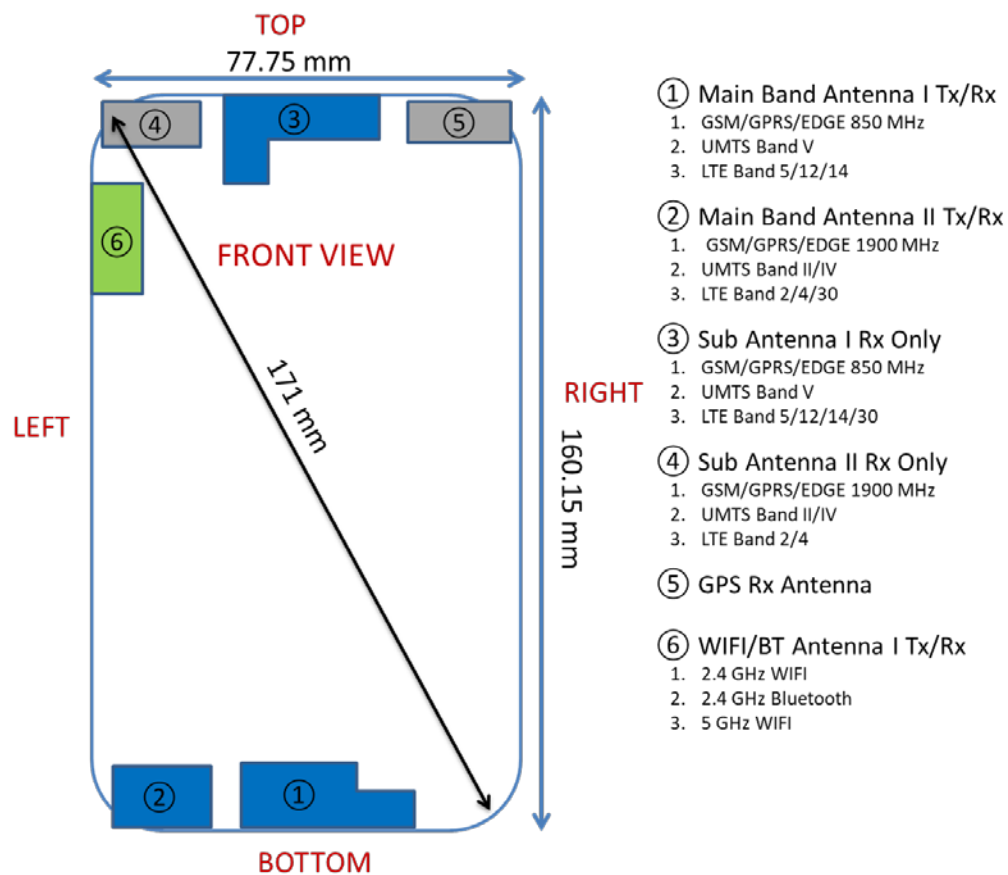 TOP
77.75 mm
④
③
⑤
⑥
FRONT VIEW
171 mm
LEFT
RIGHT
160.15 mm
②
①
BOTTOM
① Main Band Antenna I Tx/Rx
1. GSM/GPRS/EDGE 850 MHz
2. UMTS Band V
3. LTE Band 5/12/14
② Main Band Antenna II Tx/Rx
1. GSM/GPRS/EDGE 1900 MHz
2. UMTS Band II/IV
3. LTE Band 2/4/30
③ Sub Antenna I Rx Only
1. GSM/GPRS/EDGE 850 MHz
2. UMTS Band V
3. LTE Band 5/12/14/30
④ Sub Antenna II Rx Only
1. GSM/GPRS/EDGE 1900 MHz
2. UMTS Band II/IV
3. LTE Band 2/4
⑤ GPS Rx Antenna
⑥ WIFI/BT Antenna I Tx/Rx
1. 2.4 GHz WIFI
2. 2.4 GHz Bluetooth
3. 5 GHz WIFI